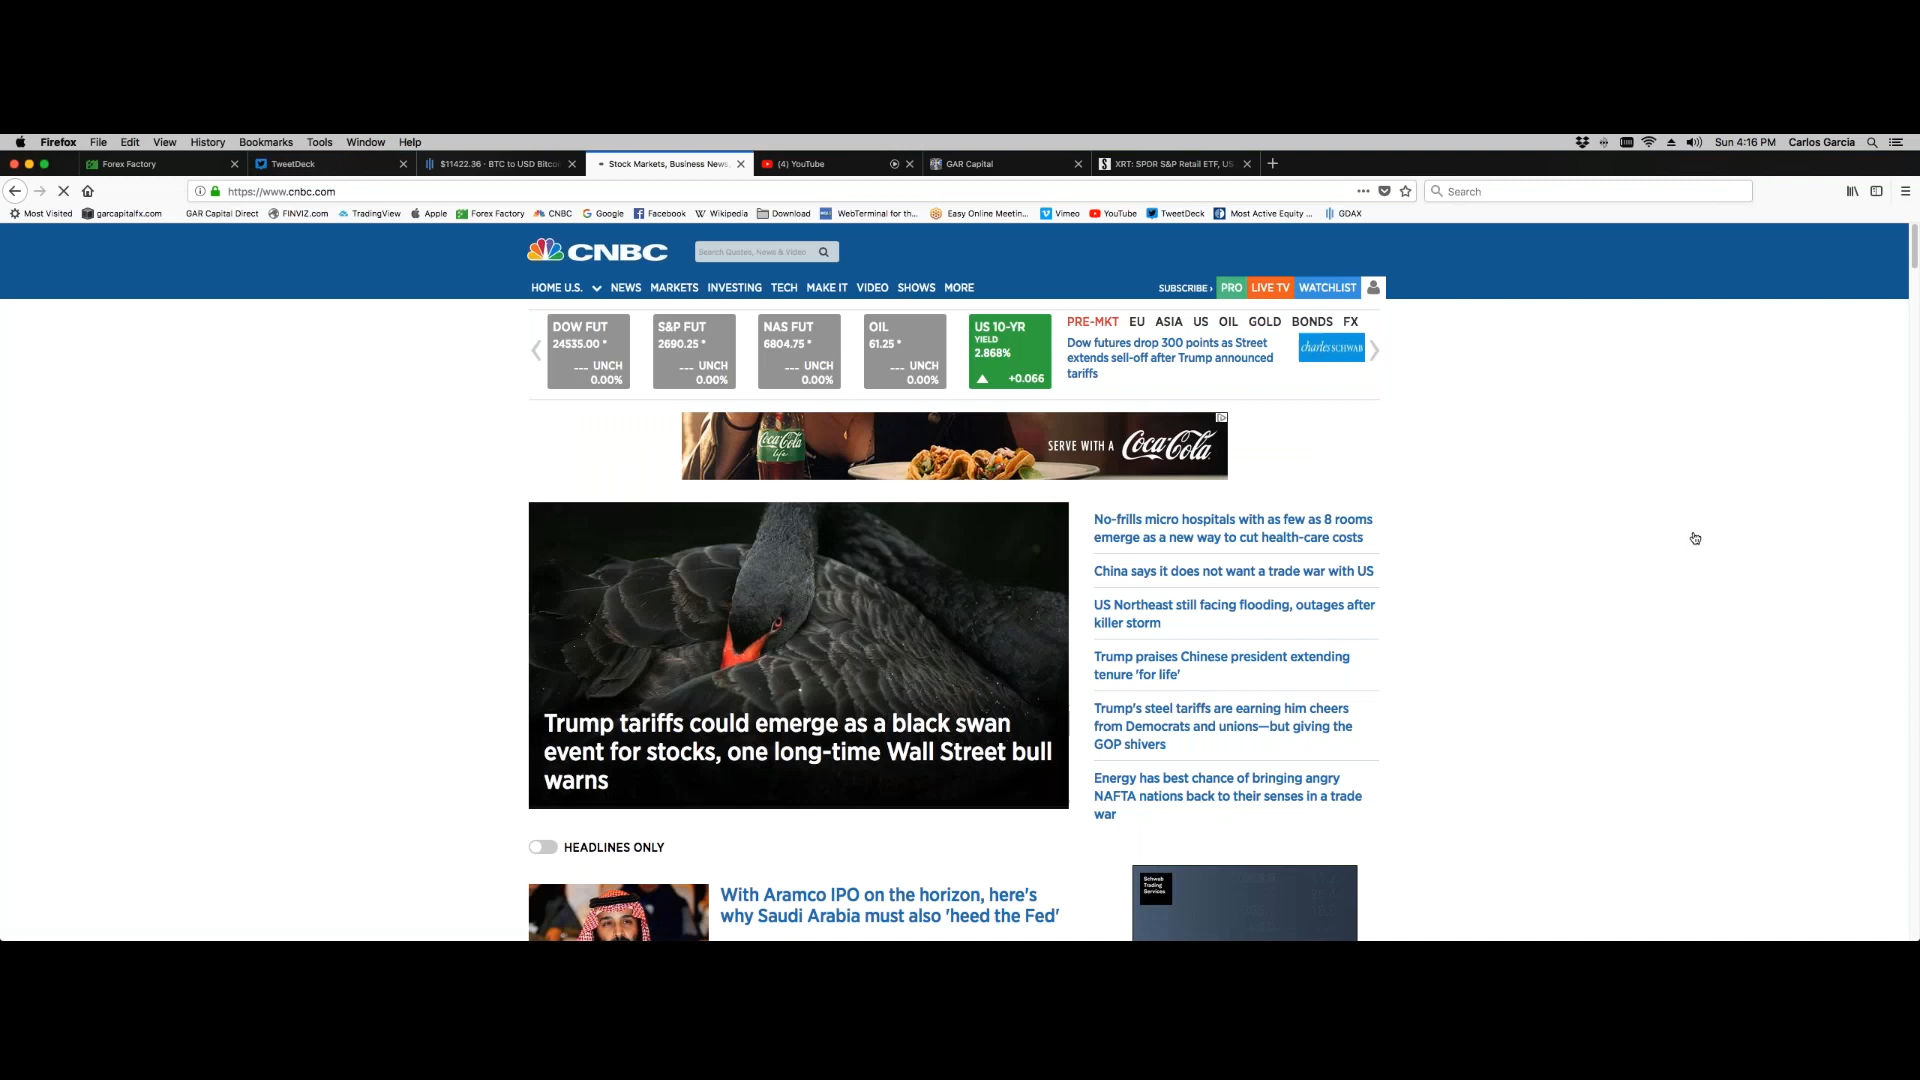 Firefox File Edit View History Bookmarks Tools Window Help
Sun 4:16 PM Carlos Garcia
Forex Factory
TweetDeck
$11422.36 - BTC to USD Bitcoi
Stock Markets, Business News,
(4) YouTube
GAR Capital
XRT: SPDR S&P Retail ETF, US
https://www.cnbc.com
Search
Most Visited garcapitalfx.com GAR Capital Direct FINVIZ.com TradingView Apple Forex Factory CNBC Google Facebook Wikipedia Download WebTerminal for th... Easy Online Meetin... Vimeo YouTube TweetDeck Most Active Equity ... GDAX
CNBC
Search Quotes, News & Video
HOME U.S. NEWS MARKETS INVESTING TECH MAKE IT VIDEO SHOWS MORE
SUBSCRIBE › PRO LIVE TV WATCHLIST
DOW FUT
24535.00 *
--- UNCH
0.00%
S&P FUT
2690.25 *
--- UNCH
0.00%
NAS FUT
6804.75 *
--- UNCH
0.00%
OIL
61.25 *
--- UNCH
0.00%
US 10-YR
YIELD
2.868%
+0.066
PRE-MKT EU ASIA US OIL GOLD BONDS FX
Dow futures drop 300 points as Street
extends sell-off after Trump announced
tariffs
charles SCHWAB
Coca-Cola
life
SERVE WITH A Coca-Cola
Trump tariffs could emerge as a black swan
event for stocks, one long-time Wall Street bull
warns
No-frills micro hospitals with as few as 8 rooms
emerge as a new way to cut health-care costs
China says it does not want a trade war with US
US Northeast still facing flooding, outages after
killer storm
Trump praises Chinese president extending
tenure 'for life'
Trump's steel tariffs are earning him cheers
from Democrats and unions—but giving the
GOP shivers
Energy has best chance of bringing angry
NAFTA nations back to their senses in a trade
war
HEADLINES ONLY
With Aramco IPO on the horizon, here's
why Saudi Arabia must also 'heed the Fed'
Schwab
Trading
Services